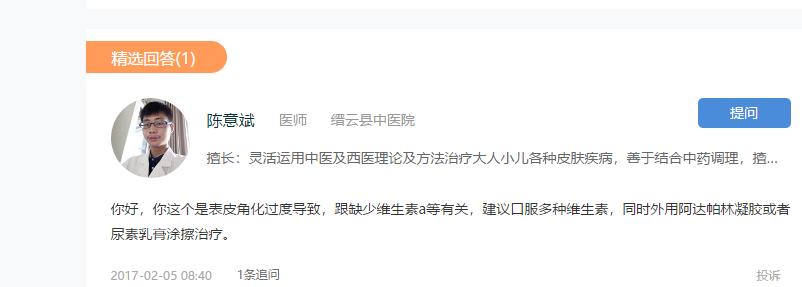 精选回答(1)
陈意斌 医师 缙云县中医院 提问
擅长：灵活运用中医及西医理论及方法治疗大人小儿各种皮肤疾病，善于结合中药调理，擅...
你好，你这个是表皮角化过度导致，跟缺少维生素a等有关，建议口服多种维生素，同时外用阿达帕林凝胶或者
尿素乳膏涂擦治疗。
2017-02-05 08:40 1条追问 投诉